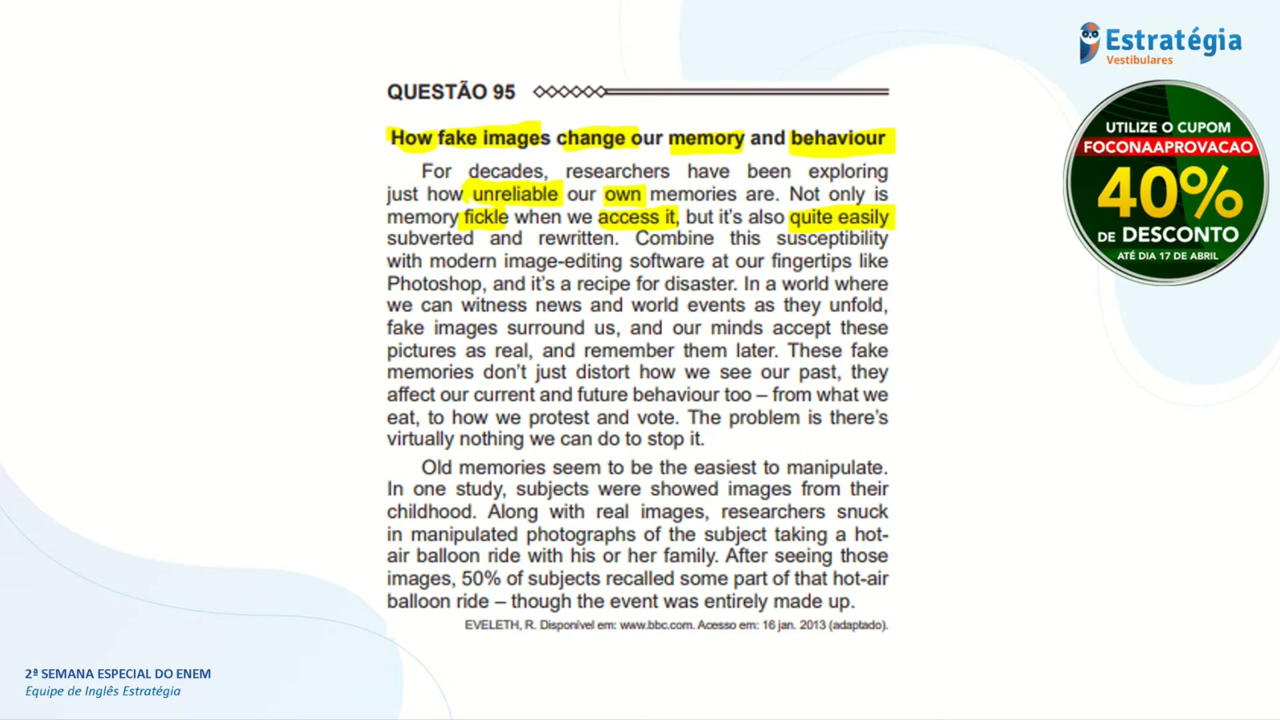 Estratégia
Vestibulares
UTILIZE O CUPOM
FOCONAAPROVACAO
40%
DE DESCONTO
ATÉ DIA 17 DE ABRIL
QUESTÃO 95
How fake images change our memory and behaviour
For decades, researchers have been exploring
just how unreliable our own memories are. Not only is
memory fickle when we access it, but it's also quite easily
subverted and rewritten. Combine this susceptibility
with modern image-editing software at our fingertips like
Photoshop, and it's a recipe for disaster. In a world where
we can witness news and world events as they unfold,
fake images surround us, and our minds accept these
pictures as real, and remember them later. These fake
memories don't just distort how we see our past, they
affect our current and future behaviour too – from what we
eat, to how we protest and vote. The problem is there's
virtually nothing we can do to stop it.
Old memories seem to be the easiest to manipulate.
In one study, subjects were showed images from their
childhood. Along with real images, researchers snuck
in manipulated photographs of the subject taking a hot-
air balloon ride with his or her family. After seeing those
images, 50% of subjects recalled some part of that hot-air
balloon ride – though the event was entirely made up.
EVELETH, R. Disponível em: www.bbc.com. Acesso em: 16 jan. 2013 (adaptado).
2ª SEMANA ESPECIAL DO ENEM
Equipe de Inglês Estratégia